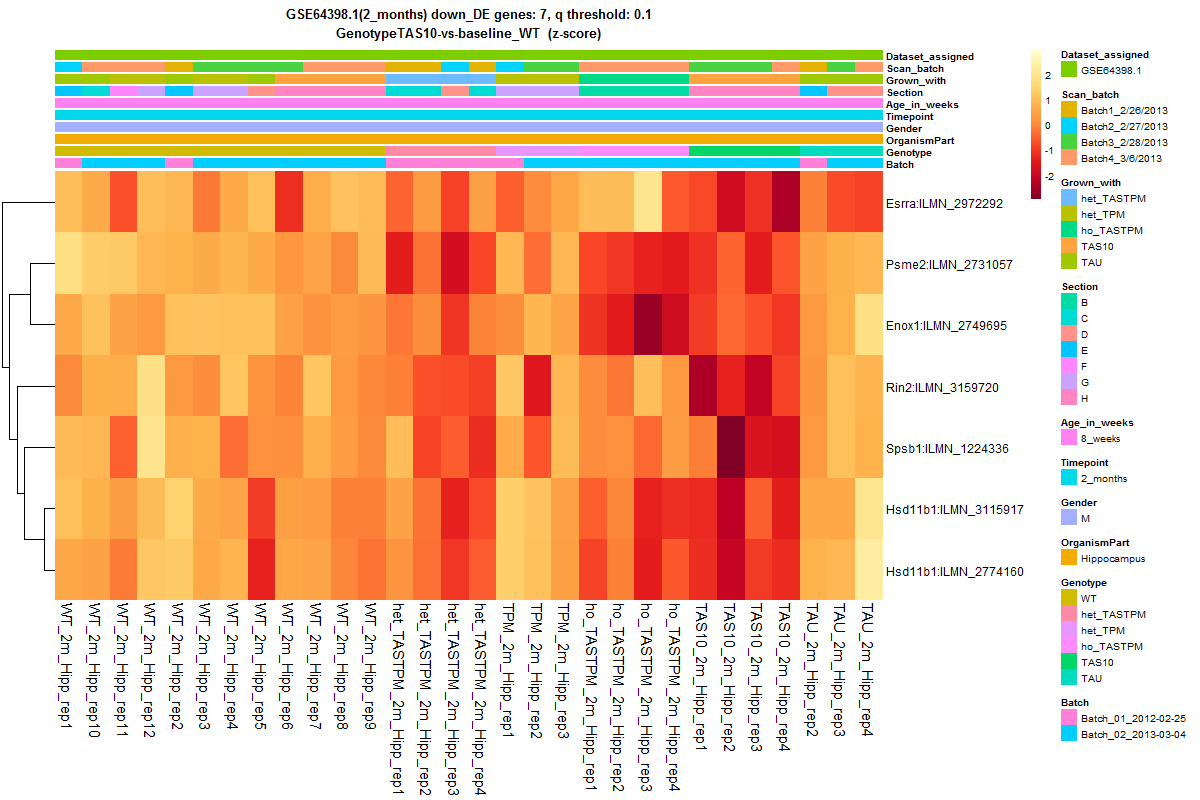 GSE64398.1(2_months) down_DE genes: 7, q threshold: 0.1
GenotypeTAS10-vs-baseline_WT (z-score)
Dataset_assigned
Scan_batch
Grown_with
Section
Age_in_weeks
Timepoint
Gender
OrganismPart
Genotype
Batch
Esrra:ILMN_2972292
Psme2:ILMN_2731057
Enox1:ILMN_2749695
Rin2:ILMN_3159720
Spsb1:ILMN_1224336
Hsd11b1:ILMN_3115917
Hsd11b1:ILMN_2774160
WT_2m_Hipp_rep1
WT_2m_Hipp_rep10
WT_2m_Hipp_rep11
WT_2m_Hipp_rep12
WT_2m_Hipp_rep2
WT_2m_Hipp_rep3
WT_2m_Hipp_rep4
WT_2m_Hipp_rep5
WT_2m_Hipp_rep6
WT_2m_Hipp_rep7
WT_2m_Hipp_rep8
WT_2m_Hipp_rep9
het_TASTPM_2m_Hipp_rep1
het_TASTPM_2m_Hipp_rep2
het_TASTPM_2m_Hipp_rep3
het_TASTPM_2m_Hipp_rep4
TPM_2m_Hipp_rep1
TPM_2m_Hipp_rep2
TPM_2m_Hipp_rep3
ho_TASTPM_2m_Hipp_rep1
ho_TASTPM_2m_Hipp_rep2
ho_TASTPM_2m_Hipp_rep3
ho_TASTPM_2m_Hipp_rep4
TAS10_2m_Hipp_rep1
TAS10_2m_Hipp_rep2
TAS10_2m_Hipp_rep3
TAS10_2m_Hipp_rep4
TAU_2m_Hipp_rep2
TAU_2m_Hipp_rep3
TAU_2m_Hipp_rep4
2
1
0
-1
-2
Dataset_assigned
GSE64398.1
Scan_batch
Batch1_2/26/2013
Batch2_2/27/2013
Batch3_2/28/2013
Batch4_3/6/2013
Grown_with
het_TASTPM
het_TPM
ho_TASTPM
TAS10
TAU
Section
B
C
D
E
F
G
H
Age_in_weeks
8_weeks
Timepoint
2_months
Gender
M
OrganismPart
Hippocampus
Genotype
WT
het_TASTPM
het_TPM
ho_TASTPM
TAS10
TAU
Batch
Batch_01_2012-02-25
Batch_02_2013-03-04